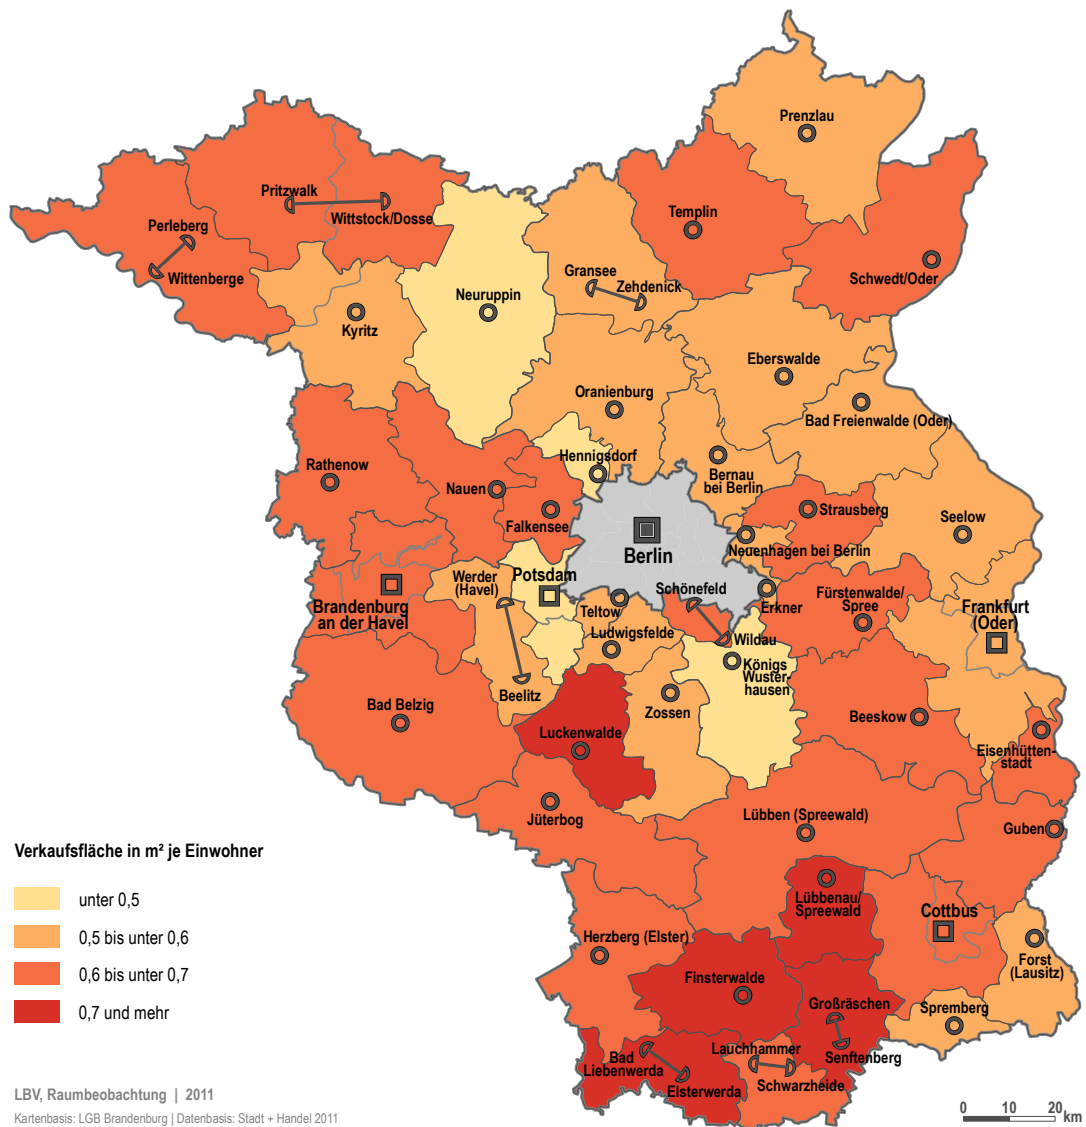 Prenzlau
Pritzwalk
Wittstock/Dosse
Templin
Perleberg
Wittenberge
Schwedt/Oder
Gransee
Zehdenick
Neuruppin
Kyritz
Eberswalde
Oranienburg
Bad Freienwalde (Oder)
Hennigsdorf
Rathenow
Bernau
bei Berlin
Nauen
Falkensee
Strausberg
Seelow
Berlin
Neuenhagen bei Berlin
Werder
(Havel)
Potsdam
Schönefeld
Erkner
Fürstenwalde/
Spree
Brandenburg
an der Havel
Teltow
Frankfurt
(Oder)
Ludwigsfelde
Wildau
Königs
Wuster-
hausen
Beelitz
Bad Belzig
Zossen
Beeskow
Luckenwalde
Eisenhütten-
stadt
Jüterbog
Lübben (Spreewald)
Guben
Verkaufsfläche in m² je Einwohner
unter 0,5
0,5 bis unter 0,6
0,6 bis unter 0,7
0,7 und mehr
Lübbenau/
Spreewald
Cottbus
Herzberg (Elster)
Forst
(Lausitz)
Finsterwalde
Großräschen
Spremberg
Senftenberg
Lauchhammer
Schwarzheide
Bad
Liebenwerda
Elsterwerda
LBV, Raumbeobachtung | 2011
Kartenbasis: LGB Brandenburg | Datenbasis: Stadt + Handel 2011
0 10 20 km